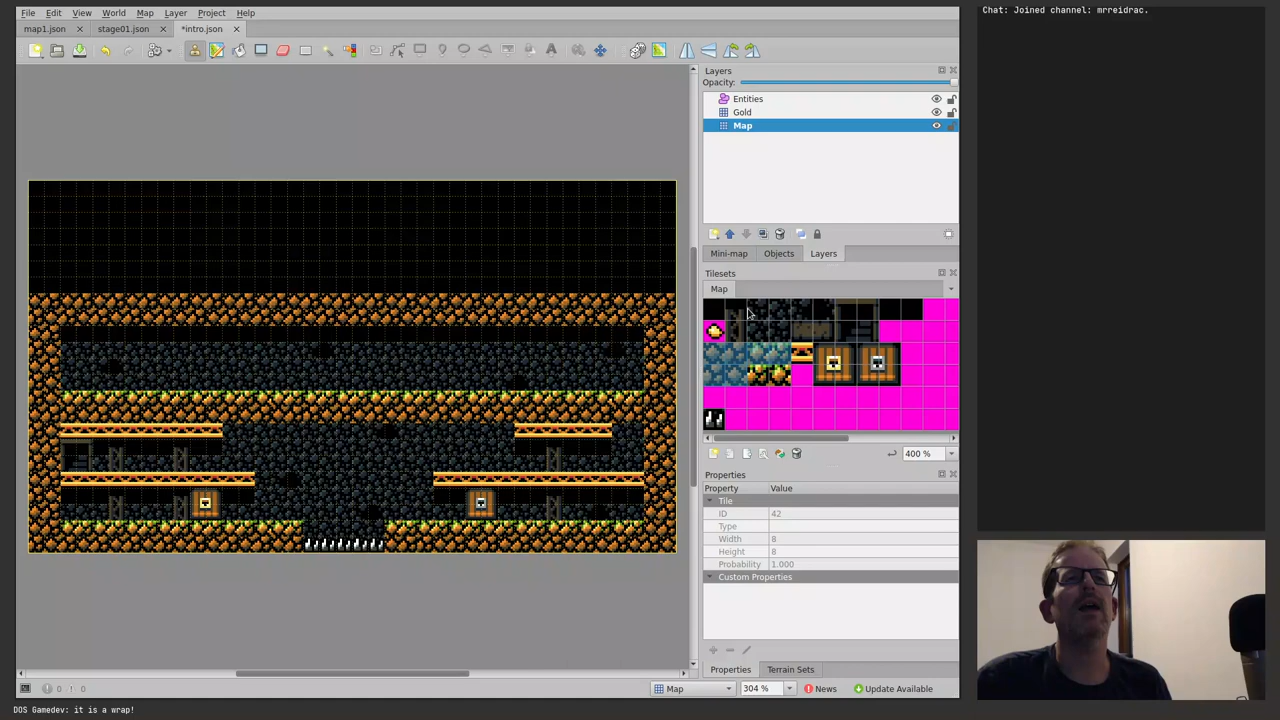 File Edit View World Map Layer Project Help
Chat: Joined channel: mrreidrac.
map1.json
stage01.json
*intro.json
Layers
Opacity:
Entities
Gold
Map
Mini-map Objects Layers
Tilesets
Map
400 %
Properties
Property Value
Tile
ID 42
Type
Width 8
Height 8
Probability 1.000
Custom Properties
Properties Terrain Sets
0 0 Map 304 % News Update Available
DOS Gamedev: it is a wrap!